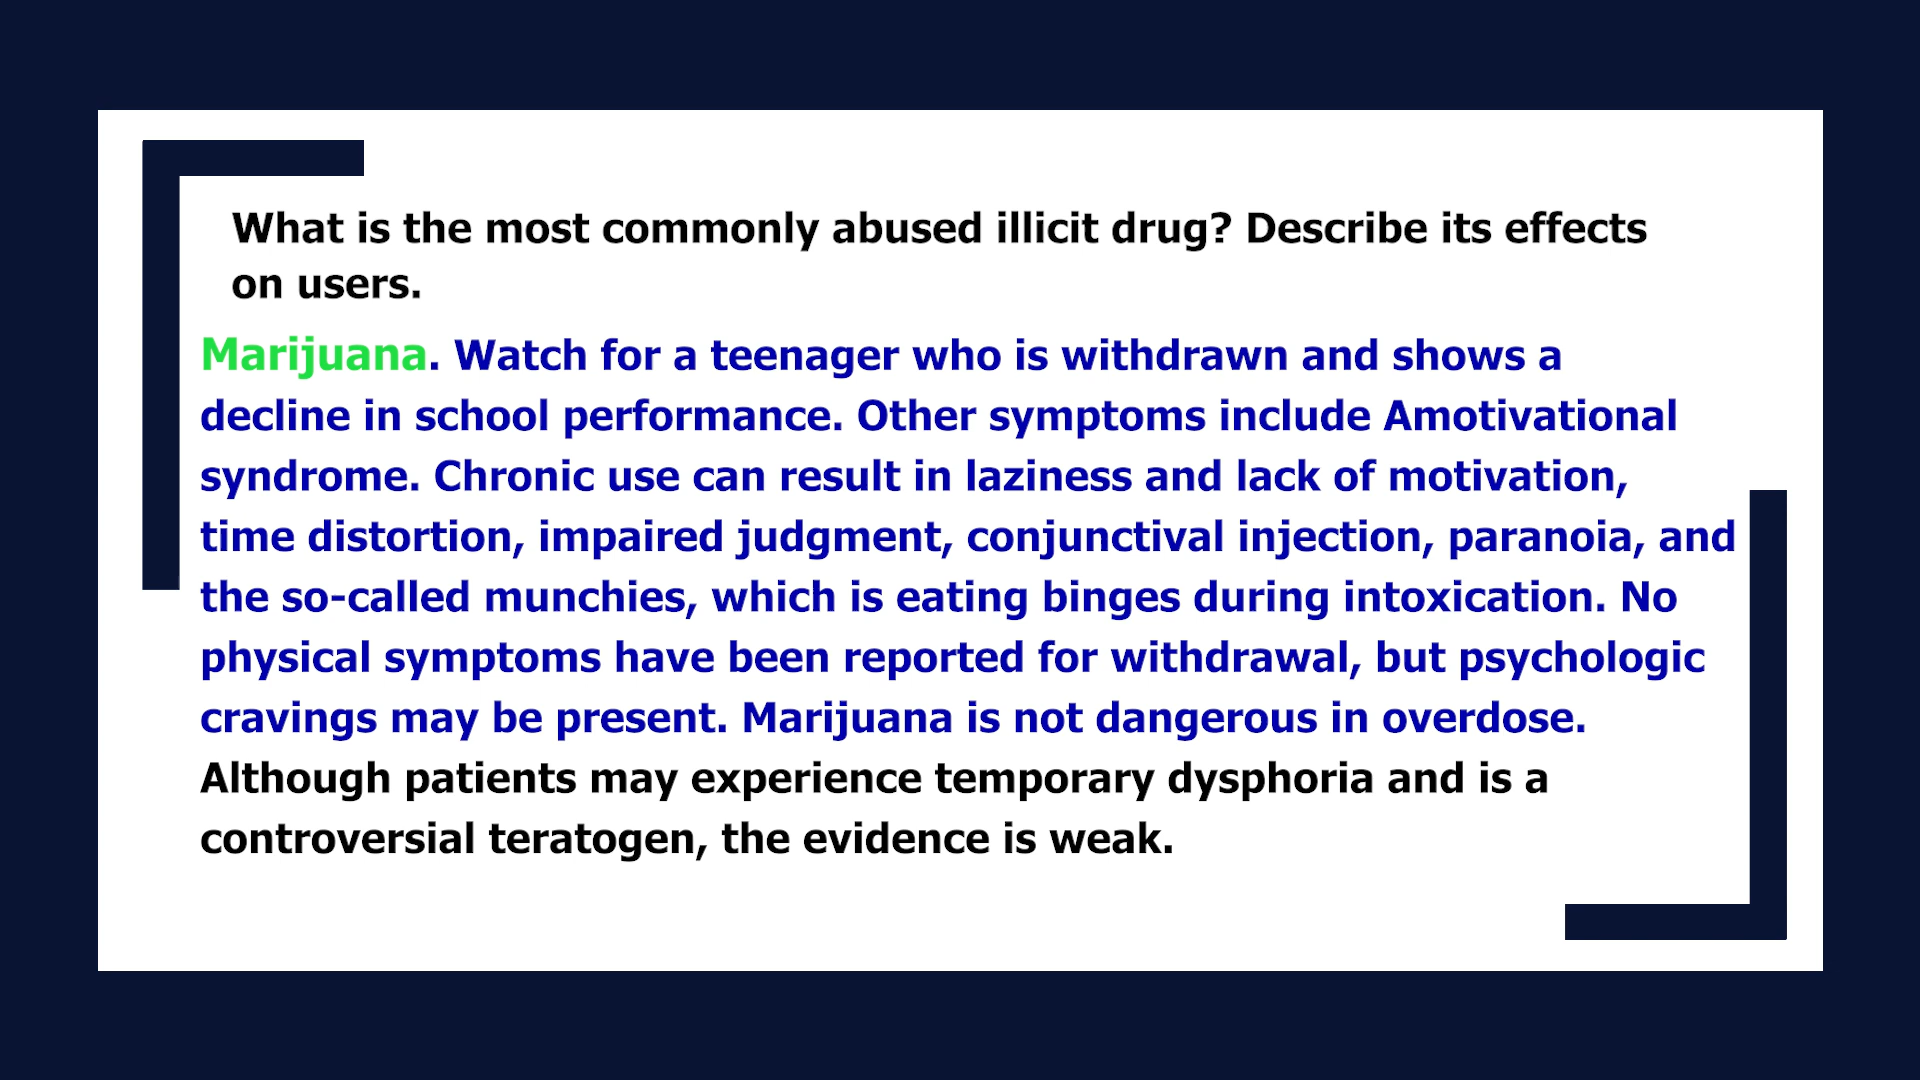 What is the most commonly abused illicit drug? Describe its effects
on users.
Marijuana. Watch for a teenager who is withdrawn and shows a
decline in school performance. Other symptoms include Amotivational
syndrome. Chronic use can result in laziness and lack of motivation,
time distortion, impaired judgment, conjunctival injection, paranoia, and
the so-called munchies, which is eating binges during intoxication. No
physical symptoms have been reported for withdrawal, but psychologic
cravings may be present. Marijuana is not dangerous in overdose.
Although patients may experience temporary dysphoria and is a
controversial teratogen, the evidence is weak.